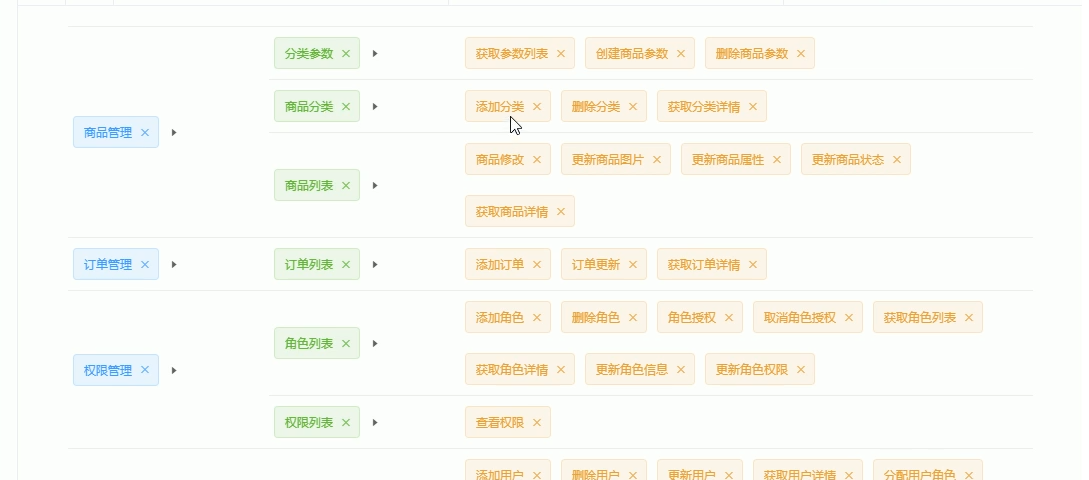 分类参数 × 获取参数列表 × 创建商品参数 × 删除商品参数 ×
商品分类 × 添加分类 × 删除分类 × 获取分类详情 ×
商品管理 ×
商品列表 × 商品修改 × 更新商品图片 × 更新商品属性 × 更新商品状态 ×
获取商品详情 ×
订单管理 × 订单列表 × 添加订单 × 订单更新 × 获取订单详情 ×
角色列表 × 添加角色 × 删除角色 × 角色授权 × 取消角色授权 × 获取角色列表 ×
权限管理 × 获取角色详情 × 更新角色信息 × 更新角色权限 ×
权限列表 × 查看权限 ×
添加用户 × 删除用户 × 更新用户 × 获取用户详情 × 分配用户角色 ×